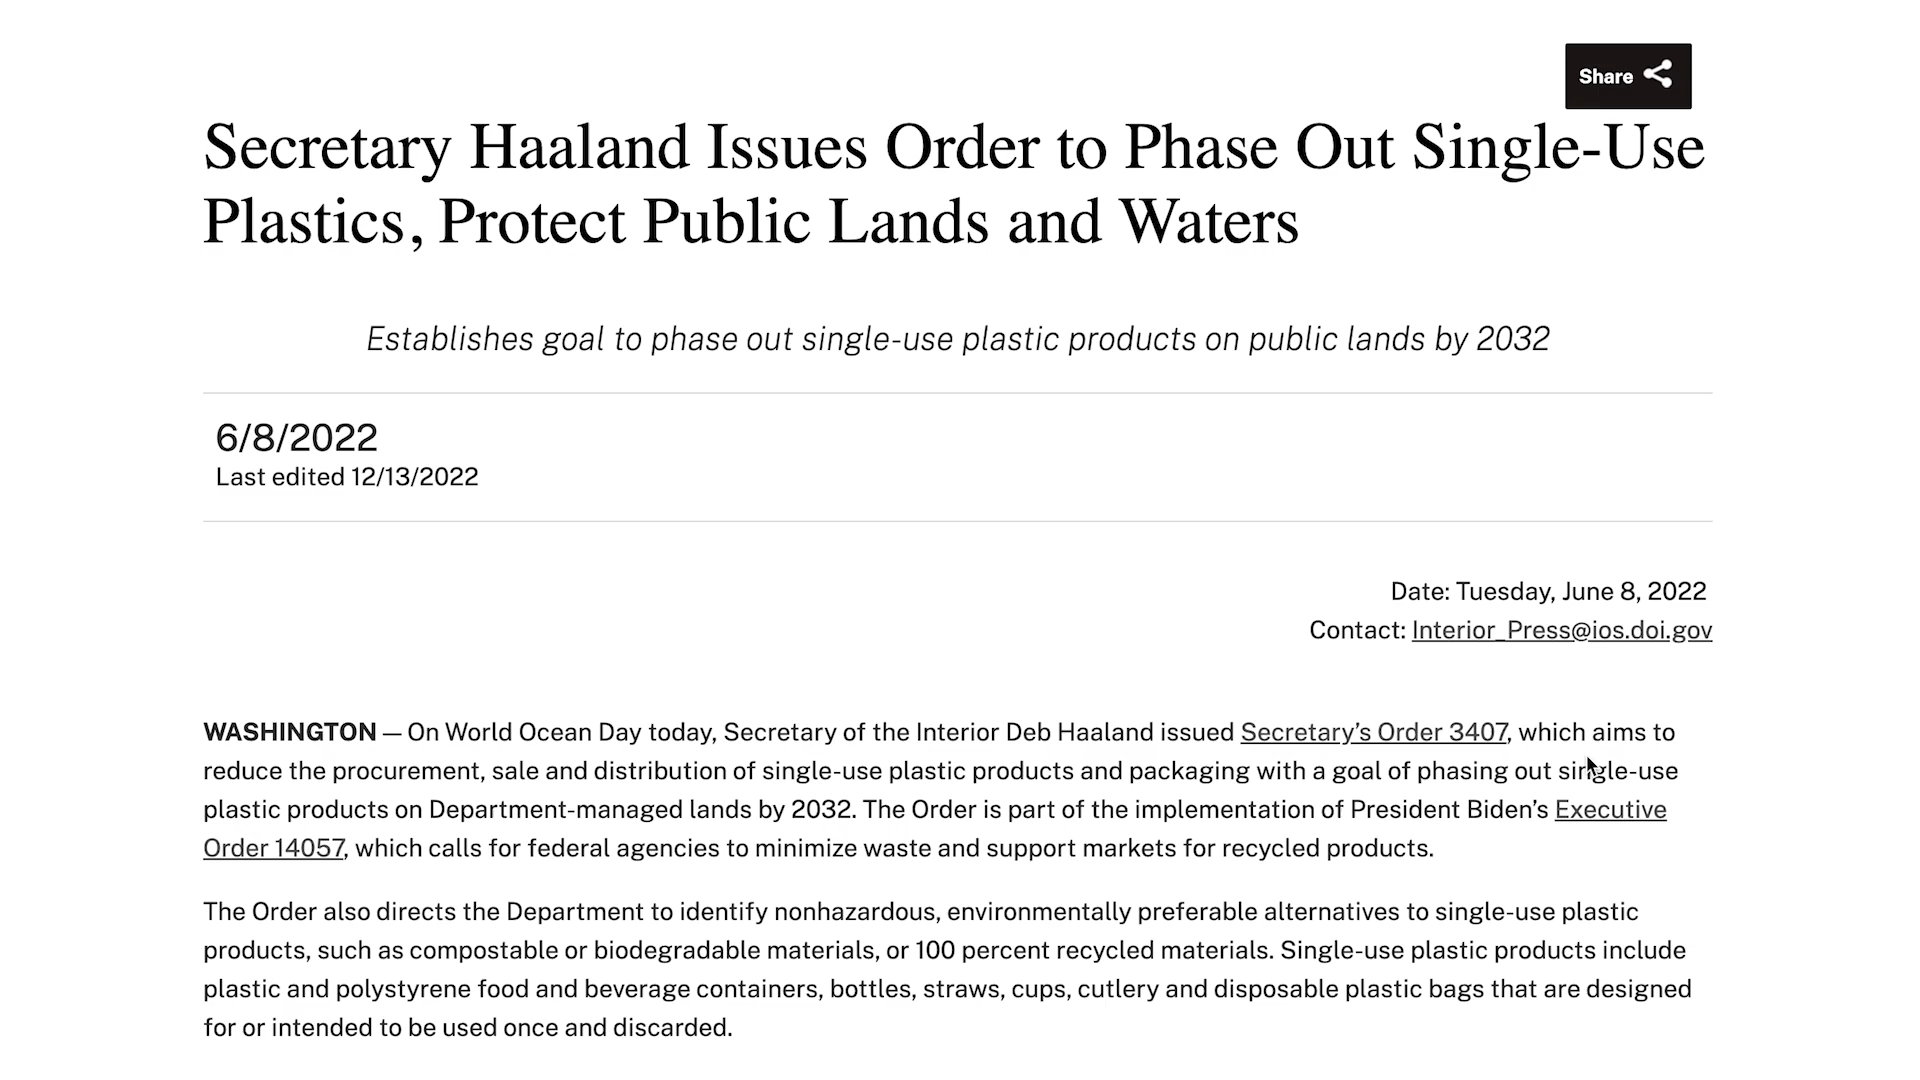 Share
Secretary Haaland Issues Order to Phase Out Single-Use
Plastics, Protect Public Lands and Waters
Establishes goal to phase out single-use plastic products on public lands by 2032
6/8/2022
Last edited 12/13/2022
Date: Tuesday, June 8, 2022
Contact: Interior_Press@ios.doi.gov
WASHINGTON — On World Ocean Day today, Secretary of the Interior Deb Haaland issued Secretary’s Order 3407, which aims to
reduce the procurement, sale and distribution of single-use plastic products and packaging with a goal of phasing out single-use
plastic products on Department-managed lands by 2032. The Order is part of the implementation of President Biden’s Executive
Order 14057, which calls for federal agencies to minimize waste and support markets for recycled products.
The Order also directs the Department to identify nonhazardous, environmentally preferable alternatives to single-use plastic
products, such as compostable or biodegradable materials, or 100 percent recycled materials. Single-use plastic products include
plastic and polystyrene food and beverage containers, bottles, straws, cups, cutlery and disposable plastic bags that are designed
for or intended to be used once and discarded.